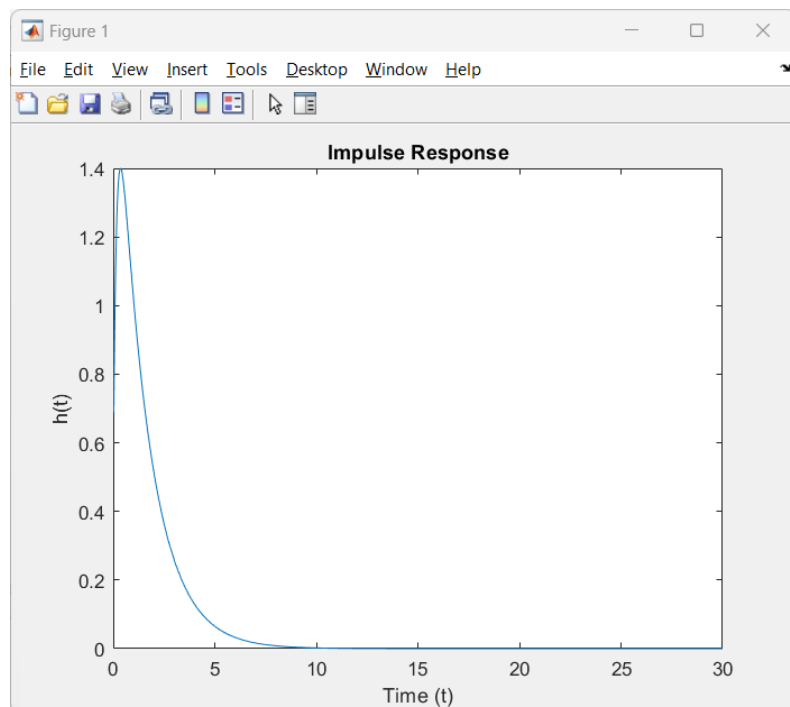 Figure 1
File Edit View Insert Tools Desktop Window Help
Impulse Response
1.4
1.2
1
0.8
0.6
0.4
0.2
0
h(t)
0 5 10 15 20 25 30
Time (t)